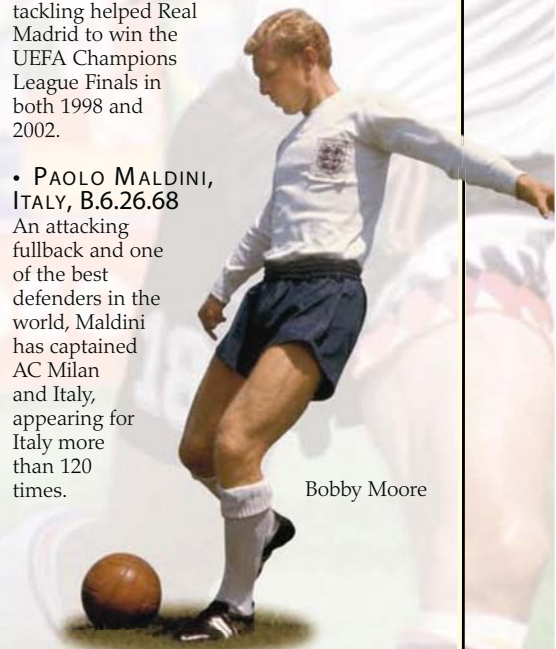 tackling helped Real
Madrid to win the
UEFA Champions
League Finals in
both 1998 and
2002.
• PAOLO MALDINI,
ITALY, B.6.26.68
An attacking
fullback and one
of the best
defenders in the
world, Maldini
has captained
AC Milan
and Italy,
appearing for
Italy more
than 120
times.
Bobby Moore